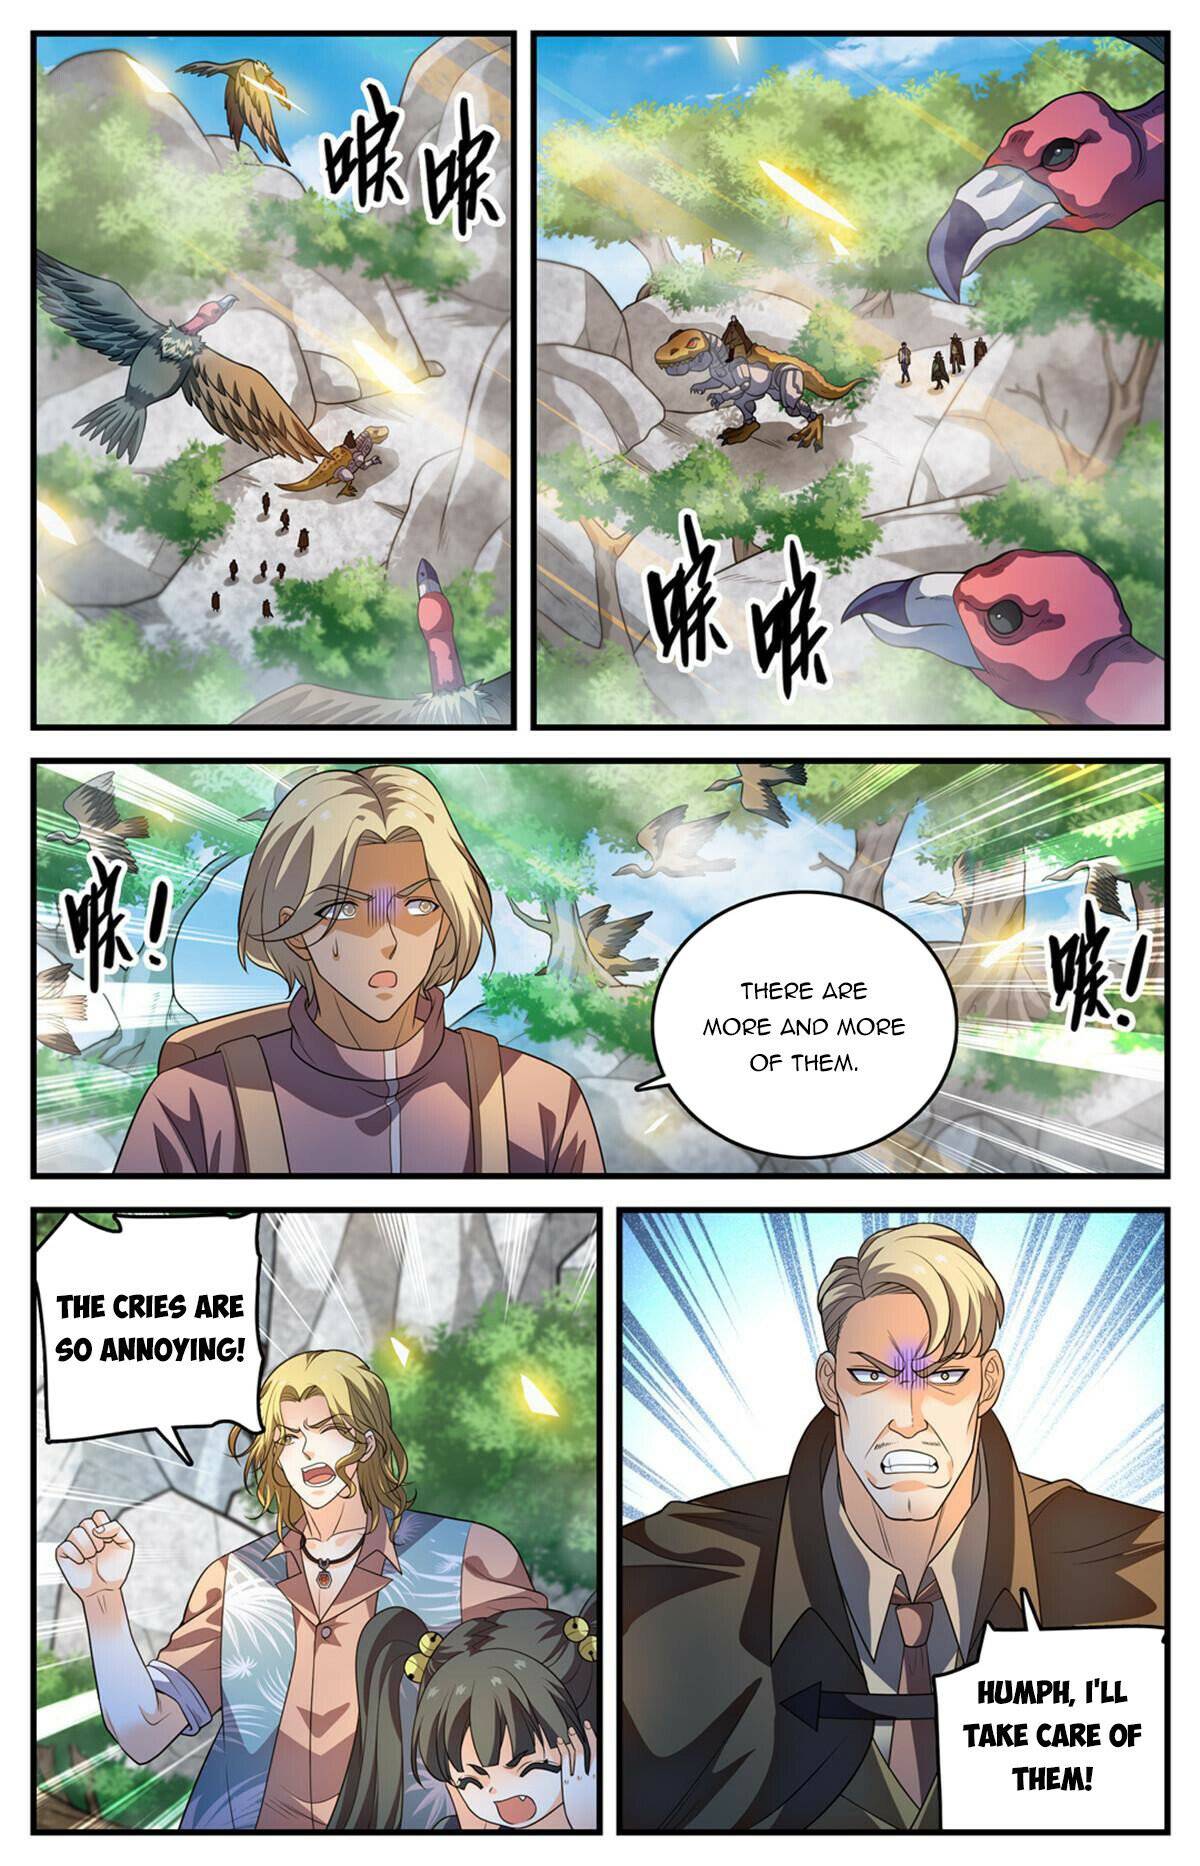 唳 唳
唳 唳
唳!
THERE ARE
MORE AND MORE
OF THEM.
唳!
THE CRIES ARE
SO ANNOYING!
HUMPH, I'LL
TAKE CARE OF
THEM!